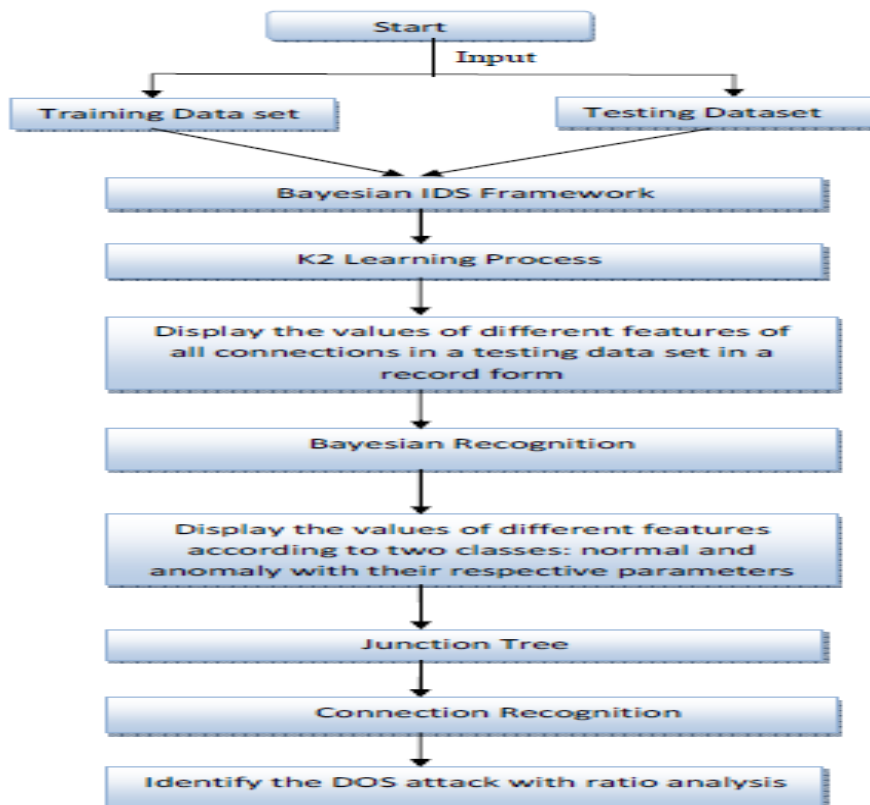 Start
Input
Training Data set
Testing Dataset
Bayesian IDS Framework
K2 Learning Process
Display the values of different features of
all connections in a testing data set in a
record form
Bayesian Recognition
Display the values of different features
according to two classes: normal and
anomaly with their respective parameters
Junction Tree
Connection Recognition
Identify the DOS attack with ratio analysis